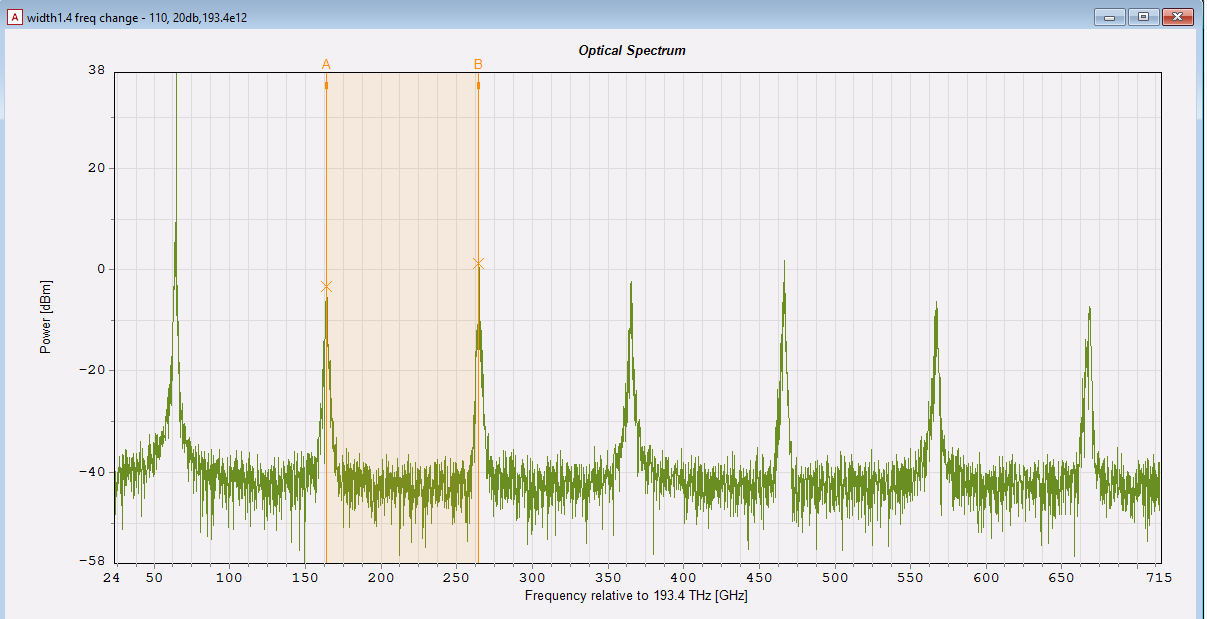 A width1.4 freq change - 110, 20db,193.4e12
Optical Spectrum
A B
38
20
0
−20
−40
−58
Power [dBm]
24 50 100 150 200 250 300 350 400 450 500 550 600 650 715
Frequency relative to 193.4 THz [GHz]